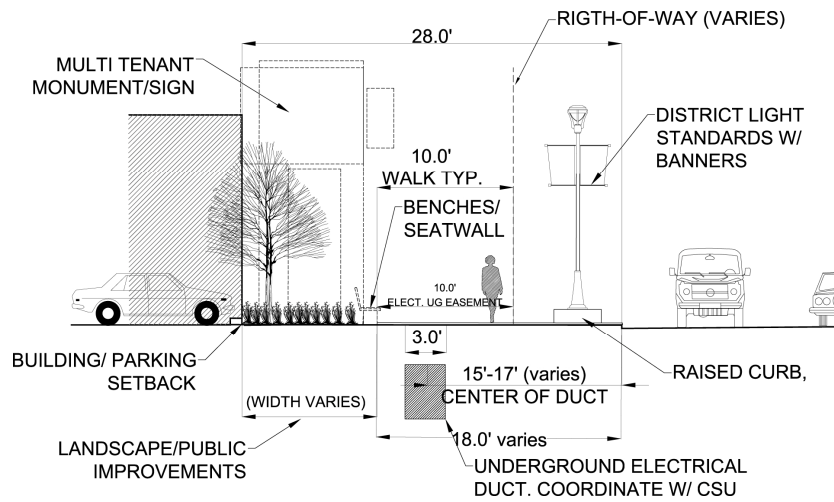 28.0'
RIGTH-OF-WAY (VARIES)
MULTI TENANT
MONUMENT/SIGN
DISTRICT LIGHT
STANDARDS W/
BANNERS
10.0'
WALK TYP.
BENCHES/
SEATWALL
10.0'
ELECT. UG EASEMENT
3.0'
BUILDING/ PARKING
SETBACK
15'-17' (varies)
CENTER OF DUCT
RAISED CURB,
(WIDTH VARIES)
18.0' varies
LANDSCAPE/PUBLIC
IMPROVEMENTS
UNDERGROUND ELECTRICAL
DUCT. COORDINATE W/ CSU